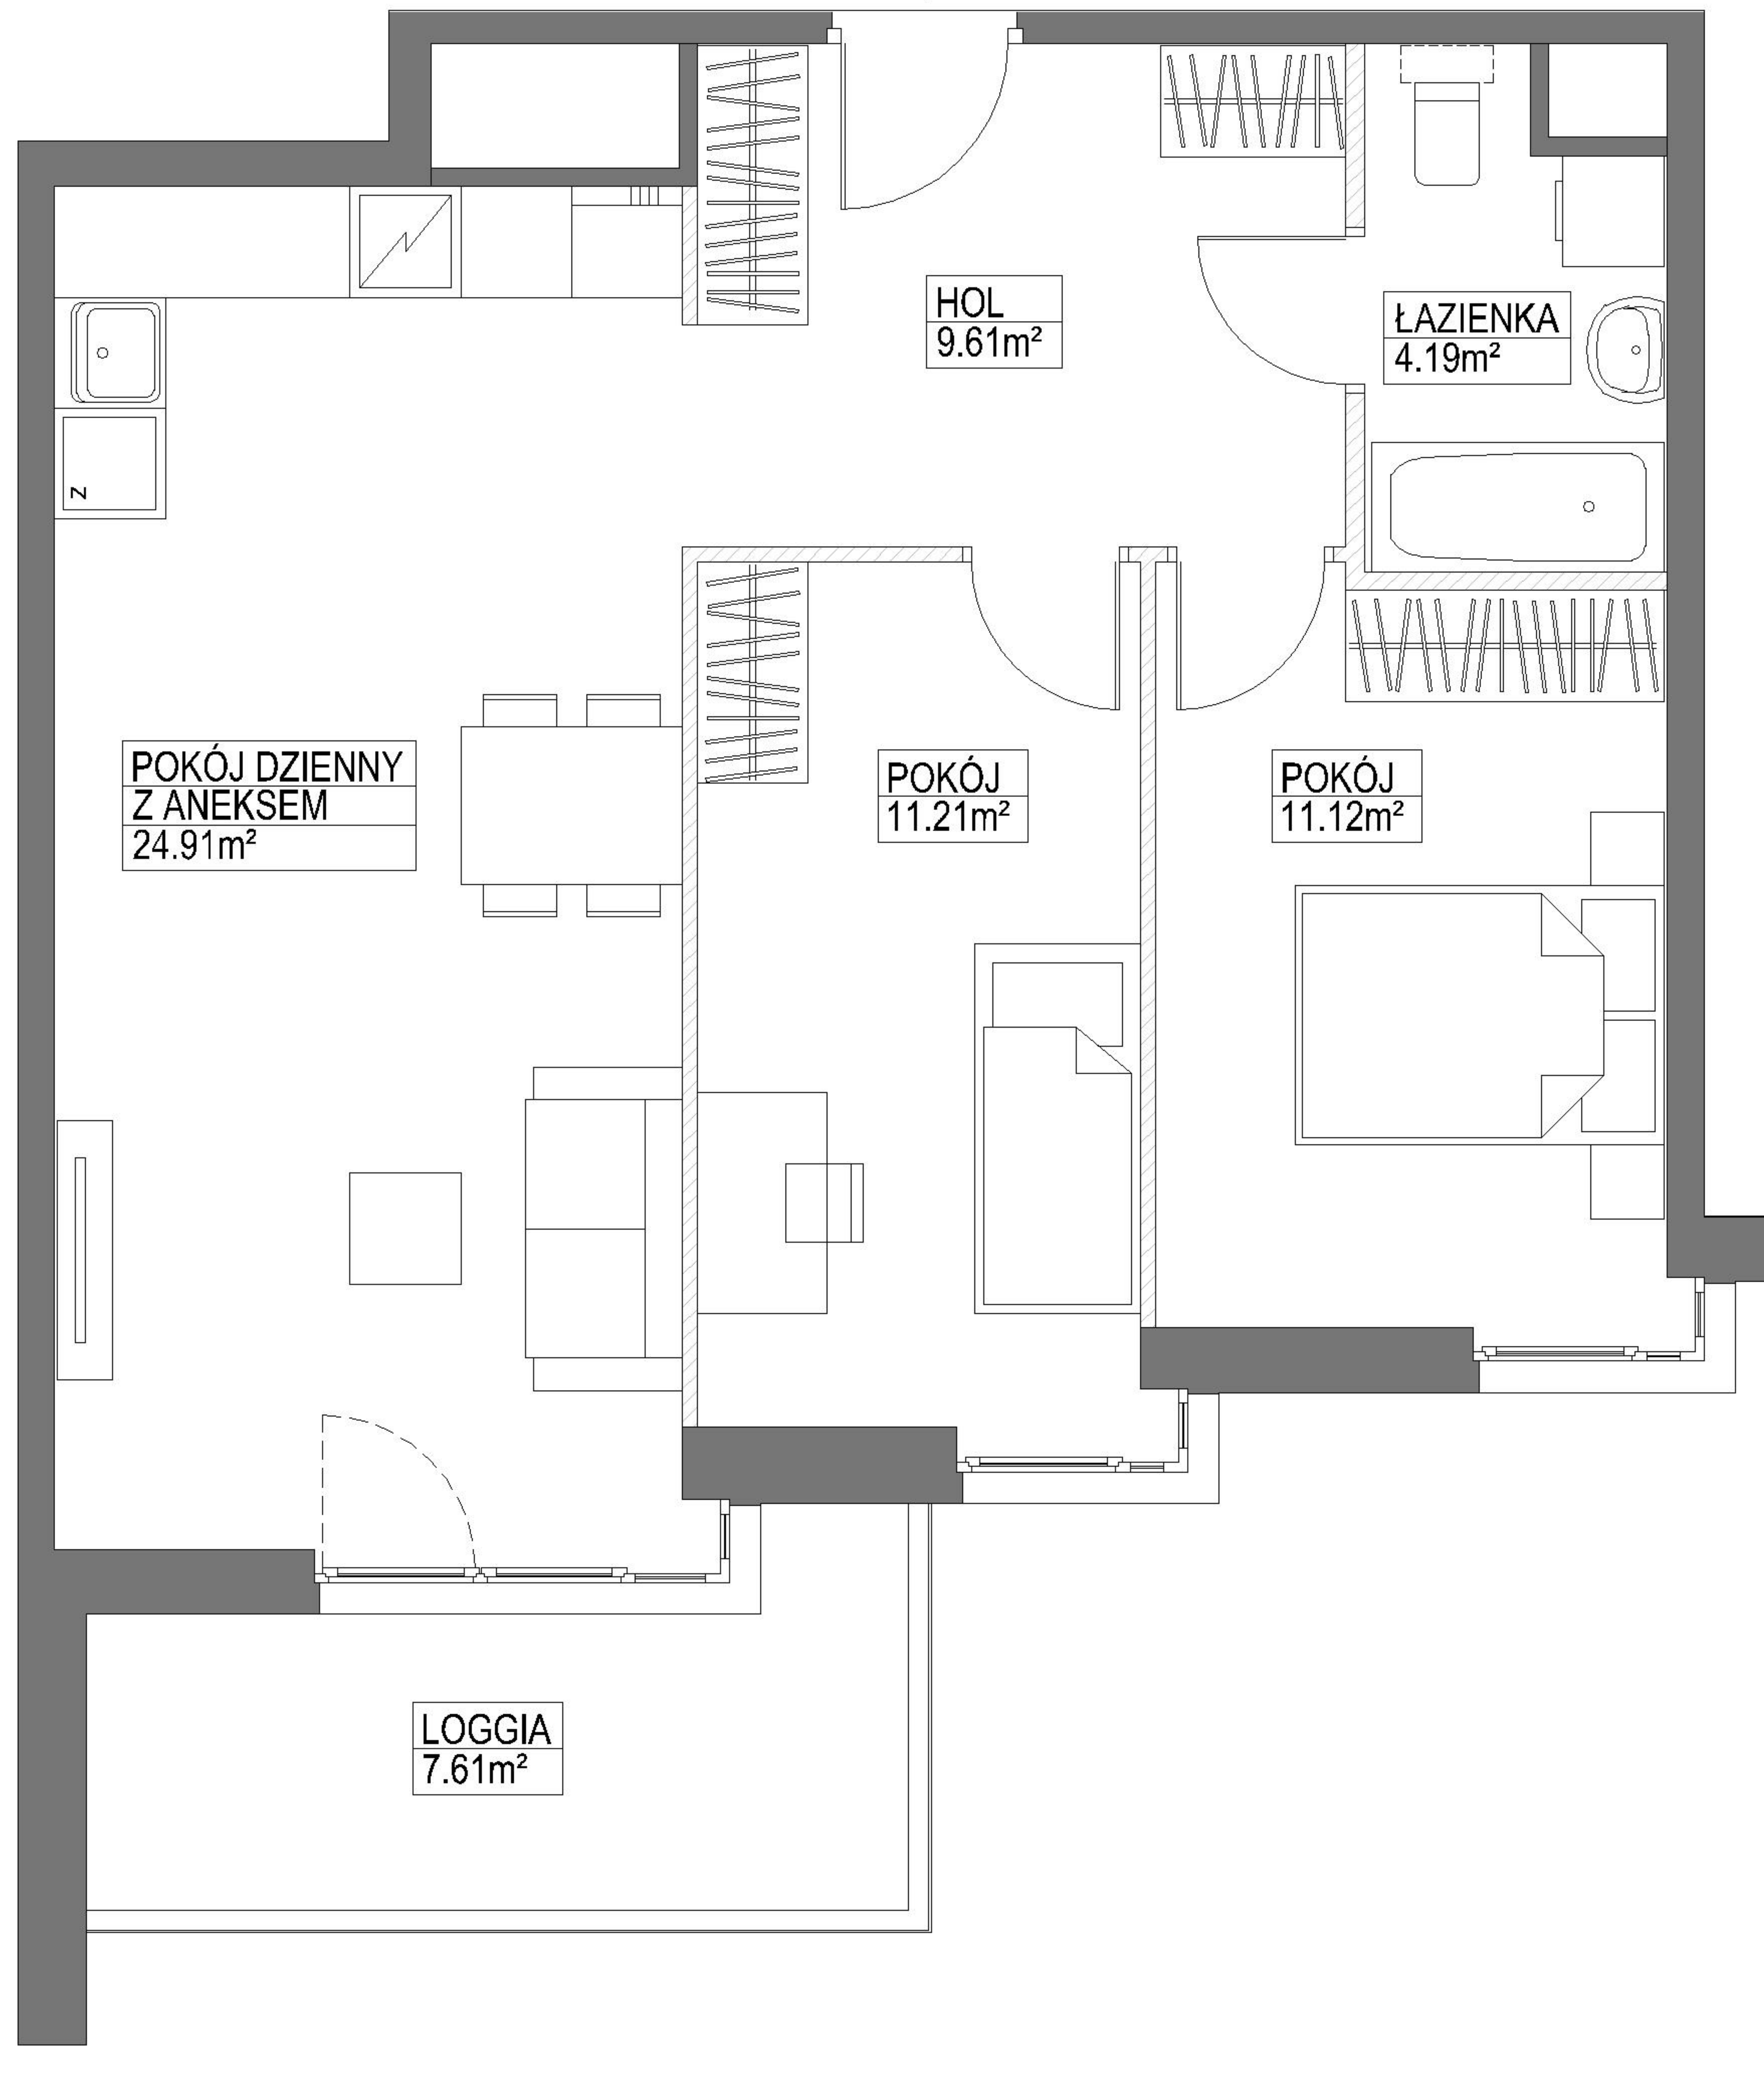 HOL
9.61m²
ŁAZIENKA
4.19m²
Z
POKÓJ DZIENNY
Z ANEKSEM
24.91m²
POKÓJ
11.21m²
POKÓJ
11.12m²
LOGGIA
7.61m²